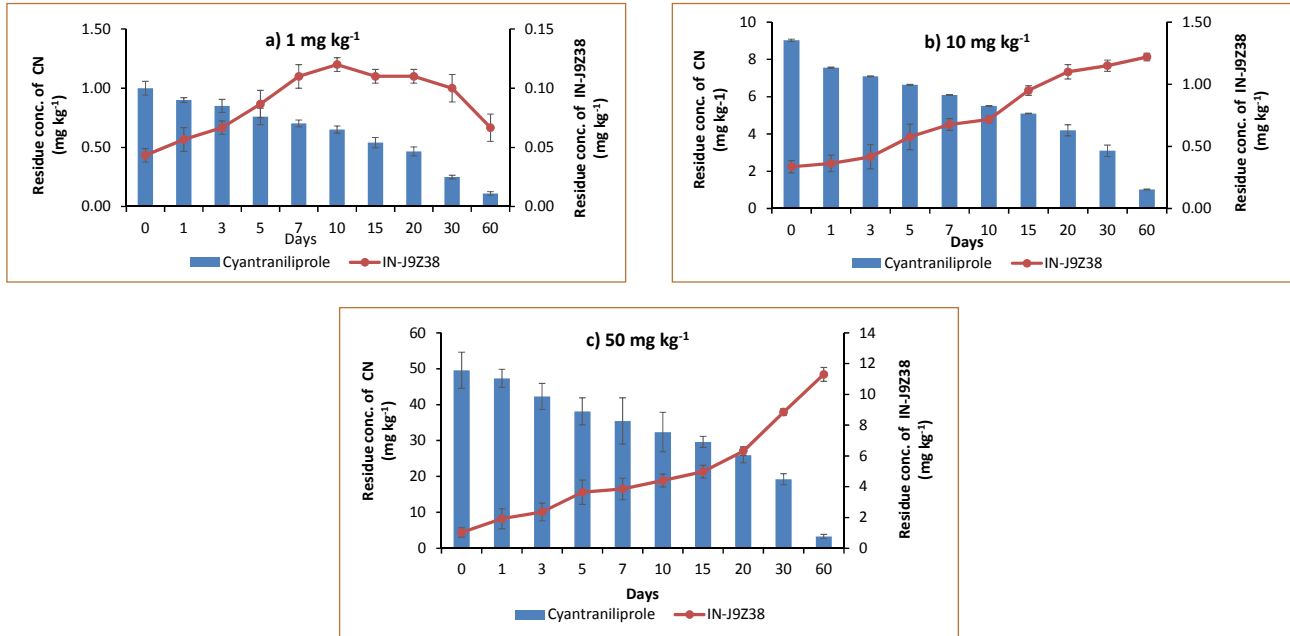 a) 1 mg kg⁻¹
Residue conc. of CN
(mg kg⁻¹)
1.50
1.00
0.50
0.00
0.15
0.10
0.05
0.00
Residue conc. of IN-J9Z38
(mg kg⁻¹)
0 1 3 5 7 10 15 20 30 60
Days
Cyantraniliprole IN-J9Z38
b) 10 mg kg⁻¹
Residue conc. of CN
(mg kg-1)
10
8
6
4
2
0
1.50
1.00
0.50
0.00
Residue conc. of IN-J9Z38
(mg kg⁻¹)
0 1 3 5 7 10 15 20 30 60
Days
Cyantraniliprole IN-J9Z38
c) 50 mg kg⁻¹
Residue conc. of CN
(mg kg⁻¹)
60
50
40
30
20
10
0
14
12
10
8
6
4
2
0
Residue conc. of IN-J9Z38
(mg kg⁻¹)
0 1 3 5 7 10 15 20 30 60
Days
Cyantraniliprole IN-J9Z38